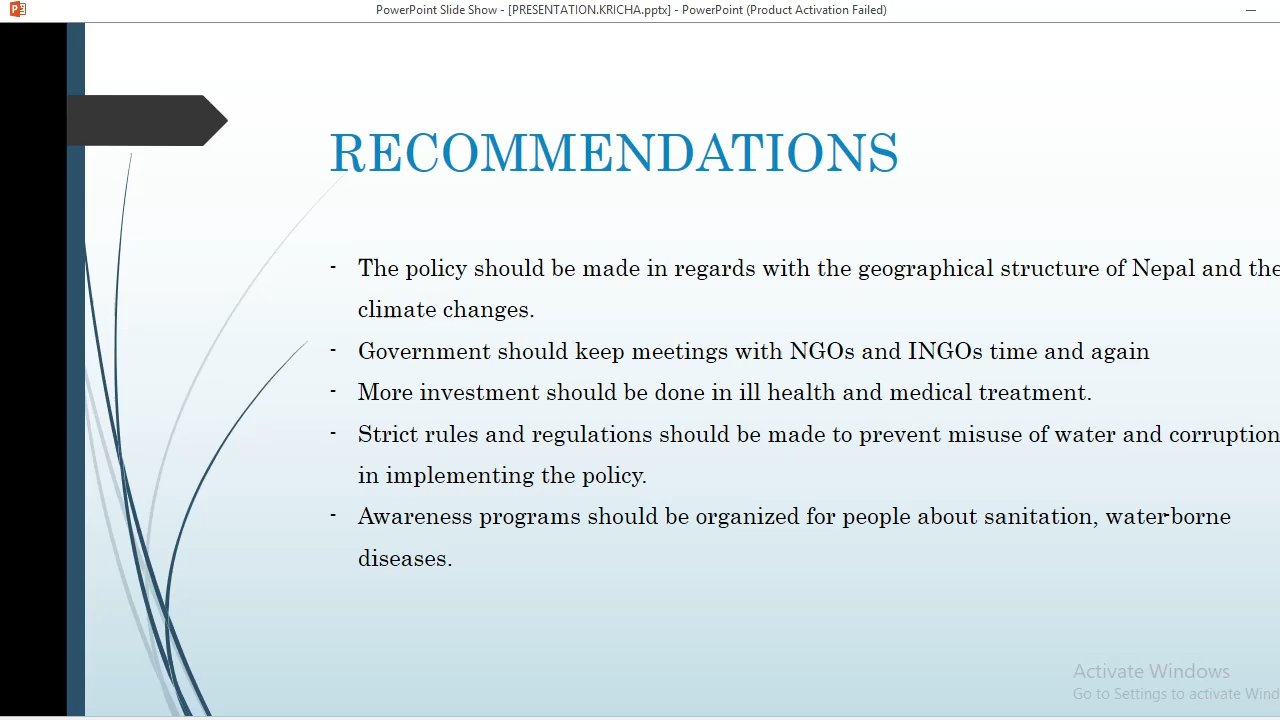 PowerPoint Slide Show - [PRESENTATION.KRICHA.pptx] - PowerPoint (Product Activation Failed)
RECOMMENDATIONS
- The policy should be made in regards with the geographical structure of Nepal and the
climate changes.
- Government should keep meetings with NGOs and INGOs time and again
- More investment should be done in ill health and medical treatment.
- Strict rules and regulations should be made to prevent misuse of water and corruption
in implementing the policy.
- Awareness programs should be organized for people about sanitation, water-borne
diseases.
Activate Windows
Go to Settings to activate Wind